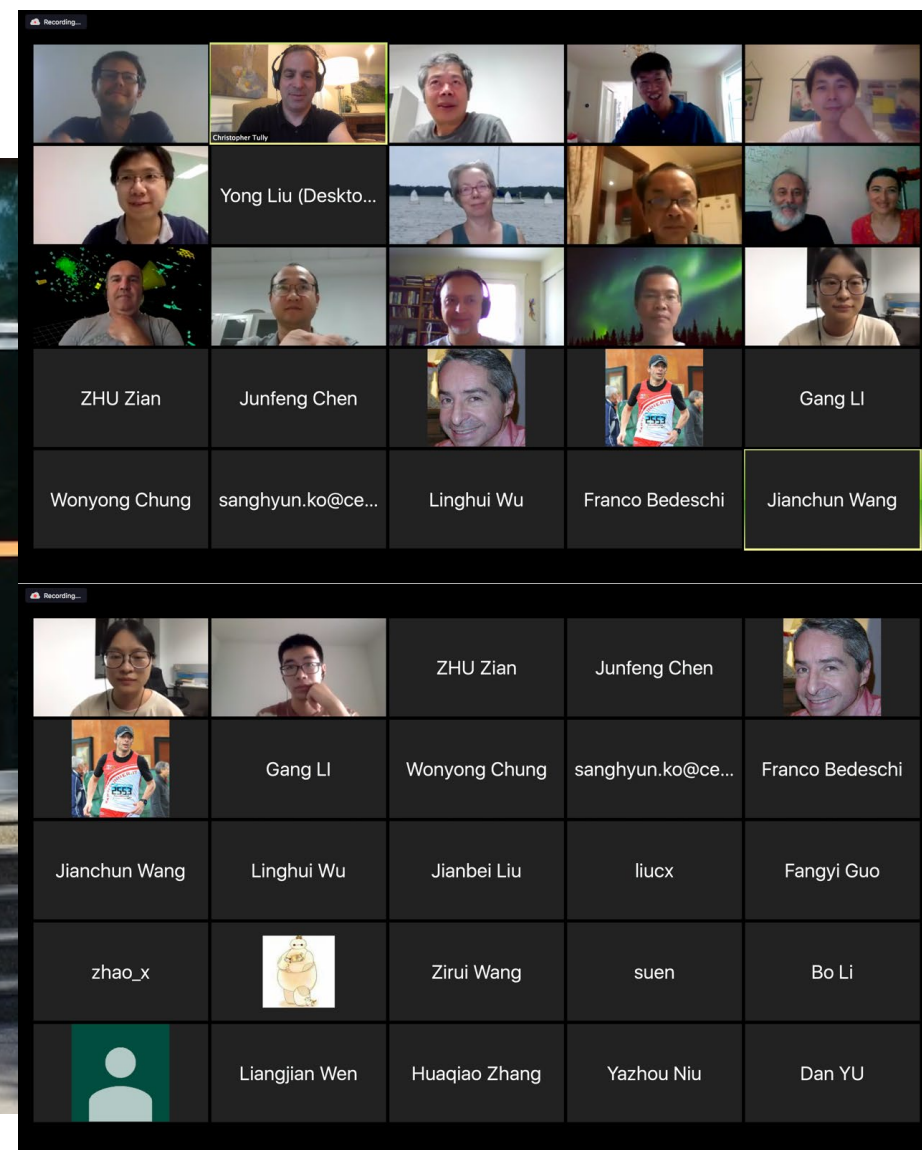 Recording...
Christopher Tully
Yong Liu (Deskto...
ZHU Zian
Junfeng Chen
2553
Gang LI
Wonyong Chung
sanghyun.ko@ce...
Linghui Wu
Franco Bedeschi
Jianchun Wang
Recording...
ZHU Zian
Junfeng Chen
2553
Gang LI
Wonyong Chung
sanghyun.ko@ce...
Franco Bedeschi
Jianchun Wang
Linghui Wu
Jianbei Liu
liucx
Fangyi Guo
zhao_x
Zirui Wang
suen
Bo Li
Liangjian Wen
Huaqiao Zhang
Yazhou Niu
Dan YU